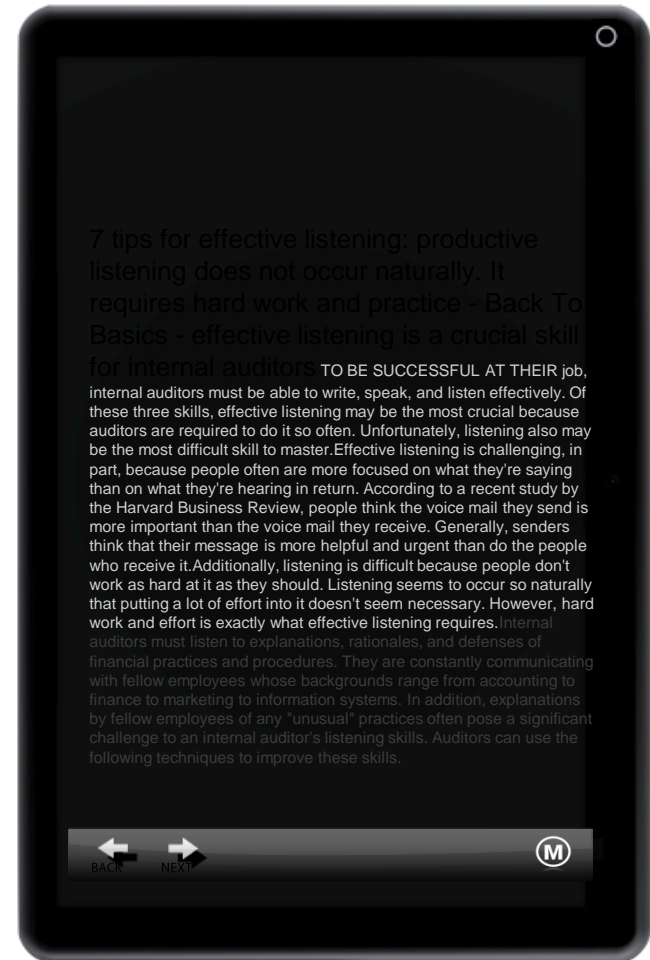 7 tips for effective listening: productive
listening does not occur naturally. It
requires hard work and practice - Back To
Basics - effective listening is a crucial skill
for internal auditors TO BE SUCCESSFUL AT THEIR job,
internal auditors must be able to write, speak, and listen effectively. Of
these three skills, effective listening may be the most crucial because
auditors are required to do it so often. Unfortunately, listening also may
be the most difficult skill to master.Effective listening is challenging, in
part, because people often are more focused on what they're saying
than on what they're hearing in return. According to a recent study by
the Harvard Business Review, people think the voice mail they send is
more important than the voice mail they receive. Generally, senders
think that their message is more helpful and urgent than do the people
who receive it.Additionally, listening is difficult because people don't
work as hard at it as they should. Listening seems to occur so naturally
that putting a lot of effort into it doesn't seem necessary. However, hard
work and effort is exactly what effective listening requires.Internal
auditors must listen to explanations, rationales, and defenses of
financial practices and procedures. They are constantly communicating
with fellow employees whose backgrounds range from accounting to
finance to marketing to information systems. In addition, explanations
by fellow employees of any "unusual" practices often pose a significant
challenge to an internal auditor's listening skills. Auditors can use the
following techniques to improve these skills.
BACK NEXT M